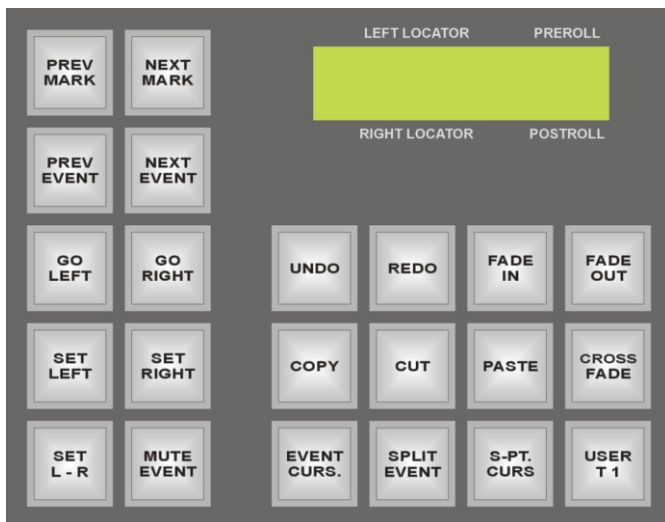 LEFT LOCATOR PREROLL
PREV MARK
NEXT MARK
RIGHT LOCATOR POSTROLL
PREV EVENT
NEXT EVENT
GO LEFT
GO RIGHT
UNDO
REDO
FADE IN
FADE OUT
SET LEFT
SET RIGHT
COPY
CUT
PASTE
CROSS FADE
SET L - R
MUTE EVENT
EVENT CURS.
SPLIT EVENT
S-PT. CURS
USER T 1